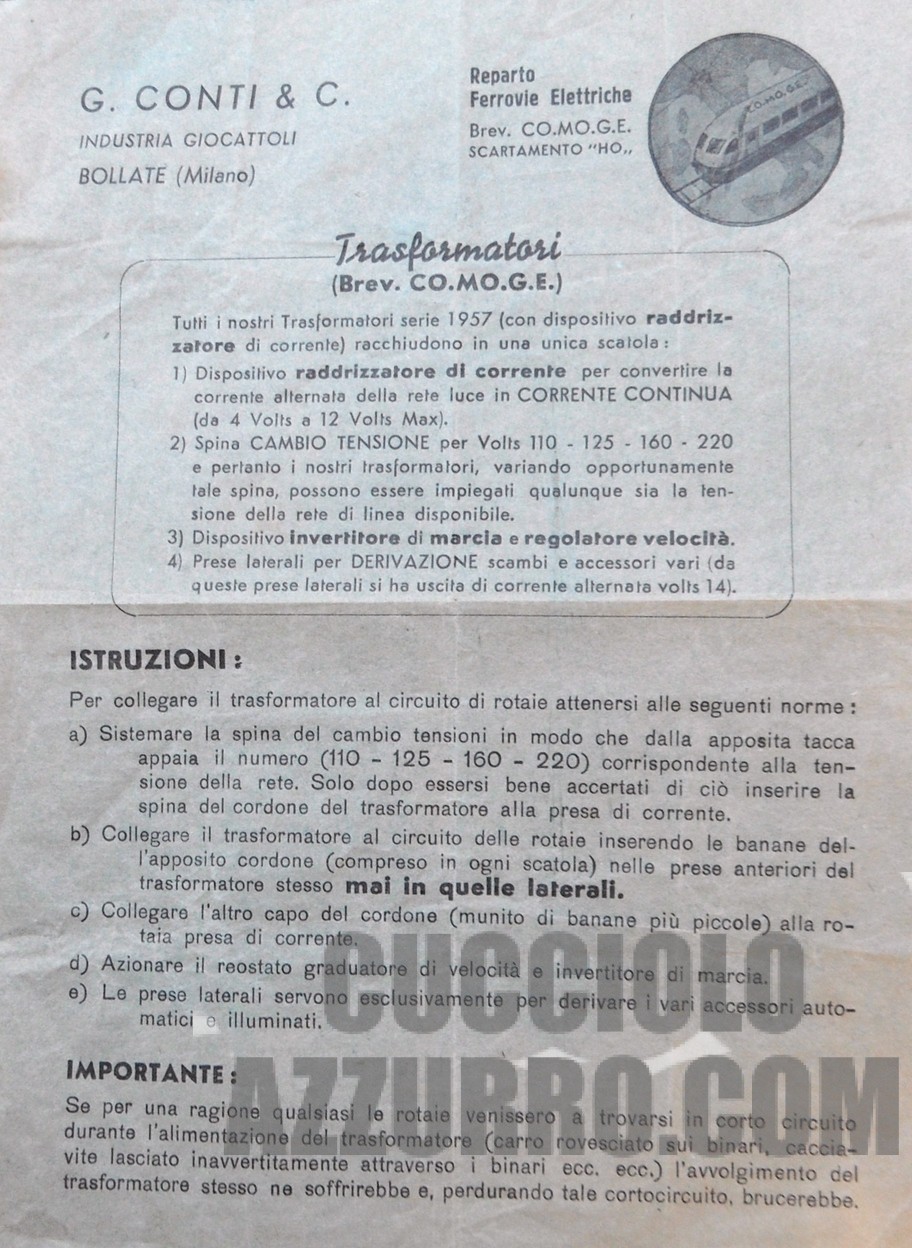 G. CONTI & C.
INDUSTRIA GIOCATTOLI
BOLLATE (Milano)
Reparto
Ferrovie Elettriche
Brev. CO.MO.G.E.
SCARTAMENTO "HO„
CO.M.O.G.E.
Trasformatori
(Brev. CO.MO.G.E.)
Tutti i nostri Trasformatori serie 1957 (con dispositivo raddriz-
zatore di corrente) racchiudono in una unica scatola :
1) Dispositivo raddrizzatore di corrente per convertire la
corrente alternata della rete luce in CORRENTE CONTINUA
(da 4 Volts a 12 Volts Max).
2) Spina CAMBIO TENSIONE per Volts 110 - 125 - 160 - 220
e pertanto i nostri trasformatori, variando opportunamente
tale spina, possono essere impiegati qualunque sia la ten-
sione della rete di linea disponibile.
3) Dispositivo invertitore di marcia e regolatore velocità.
4) Prese laterali per DERIVAZIONE scambi e accessori vari (da
queste prese laterali si ha uscita di corrente alternata volts 14).
ISTRUZIONI :
Per collegare il trasformatore al circuito di rotaie attenersi alle seguenti norme :
a) Sistemare la spina del cambio tensioni in modo che dalla apposita tacca
appaia il numero (110 - 125 - 160 - 220) corrispondente alla ten-
sione della rete. Solo dopo essersi bene accertati di ciò inserire la
spina del cordone del trasformatore alla presa di corrente.
b) Collegare il trasformatore al circuito delle rotaie inserendo le banane del-
l'apposito cordone (compreso in ogni scatola) nelle prese anteriori del
trasformatore stesso mai in quelle laterali.
c) Collegare l'altro capo del cordone (munito di banane più piccole) alla ro-
taia presa di corrente.
d) Azionare il reostato graduatore di velocità e invertitore di marcia.
e) Le prese laterali servono esclusivamente per derivare i vari accessori auto-
matici e illuminati.
CUCCIOLO
AZZURRO.COM
IMPORTANTE :
Se per una ragione qualsiasi le rotaie venissero a trovarsi in corto circuito
durante l'alimentazione del trasformatore (carro rovesciato sui binari, caccia-
vite lasciato inavvertitamente attraverso i binari ecc. ecc.) l'avvolgimento del
trasformatore stesso ne soffrirebbe e, perdurando tale cortocircuito, brucerebbe.